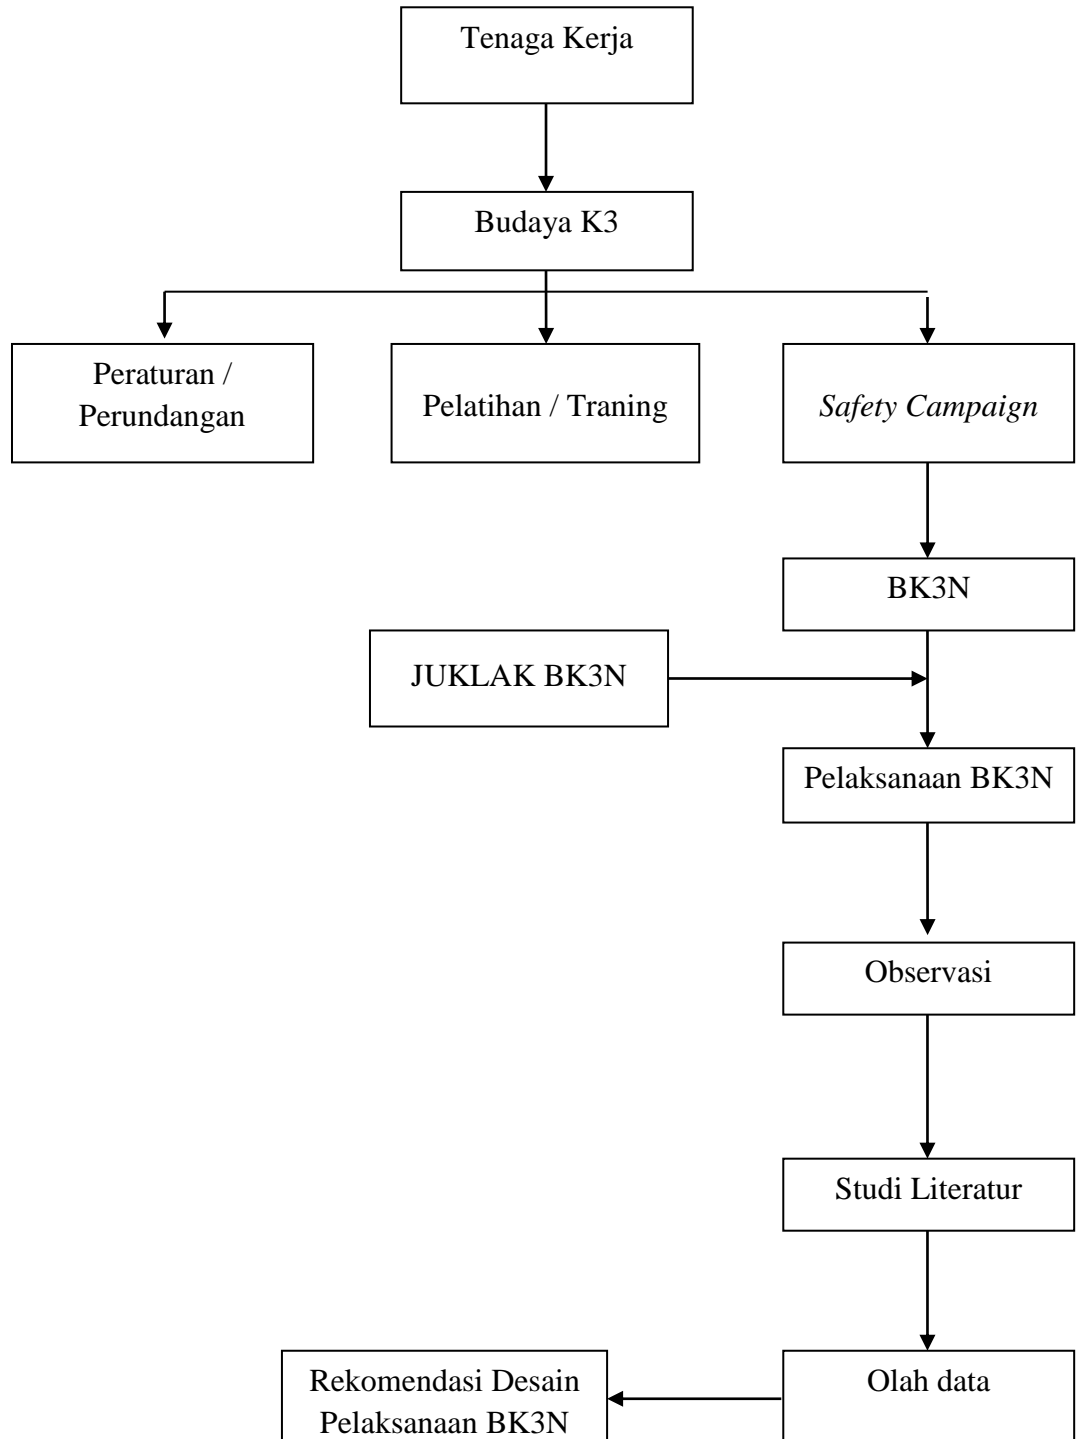 Tenaga Kerja
Budaya K3
Peraturan /
Perundangan
Pelatihan / Traning
Safety Campaign
BK3N
JUKLAK BK3N
Pelaksanaan BK3N
Observasi
Studi Literatur
Rekomendasi Desain
Pelaksanaan BK3N
Olah data